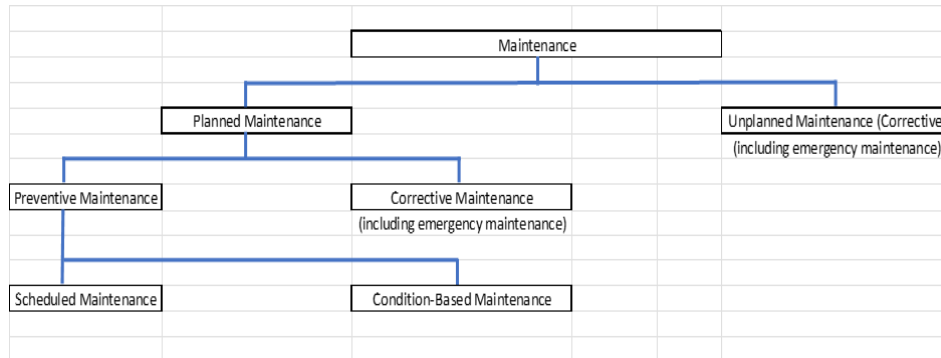 Maintenance
Planned Maintenance
Unplanned Maintenance (Corrective
(including emergency maintenance)
Preventive Maintenance
Corrective Maintenance
(including emergency maintenance)
Scheduled Maintenance
Condition-Based Maintenance